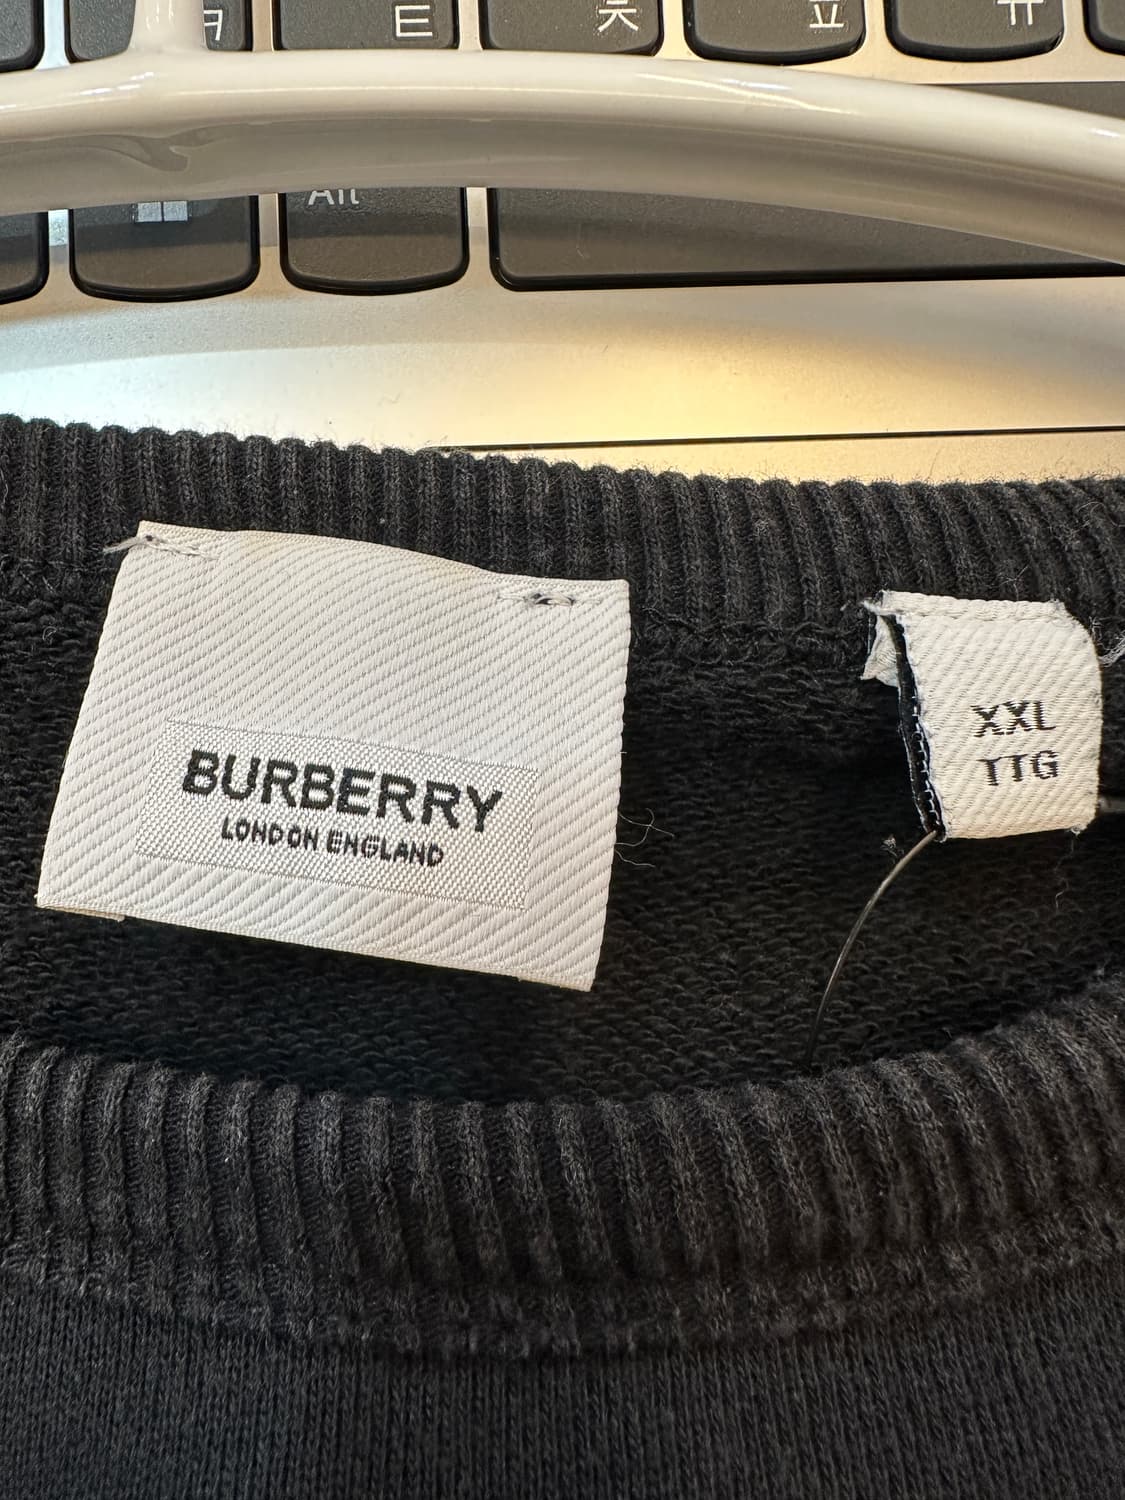 ㅋ
ㅌ
ㅊ
ㅍ
ㅠ
Alt
BURBERRY
LONDON ENGLAND
XXL
TTG